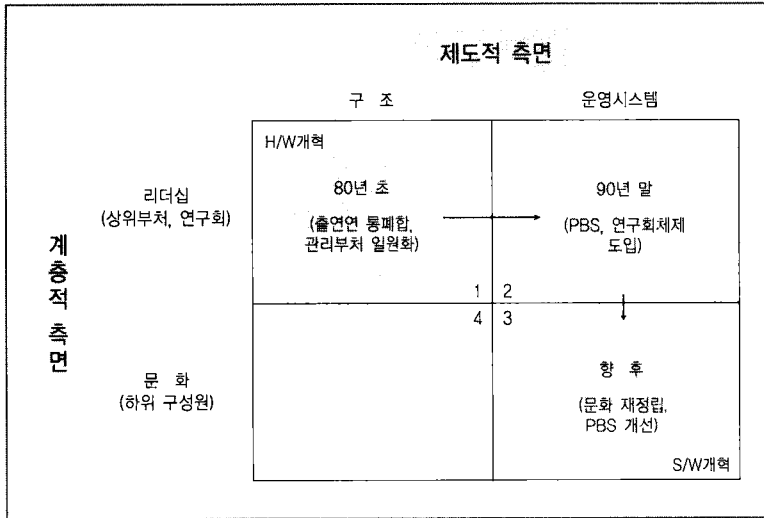 제도적 측면
구 조
운영시스템
H/W개혁
리더십
(상위부처, 연구회)
80년 초
(출연연 통폐합,
관리부처 일원화)
90년 말
(PBS, 연구회체제
도입)
계층적 측면
1 2
4 3
문 화
(하위 구성원)
향 후
(문화 재정립,
PBS 개선)
S/W개혁